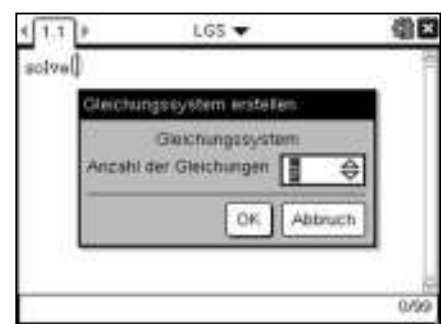 1.1 LGS
solve()
Gleichungssystem erstellen
Gleichungssystem
Anzahl der Gleichungen
OK Abbruch
0/99